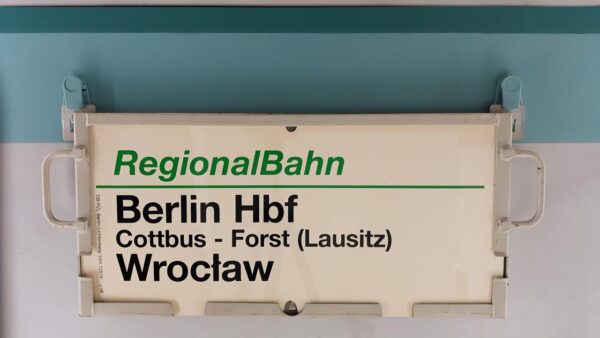 RegionalBahn
Berlin Hbf
Cottbus - Forst (Lausitz)
Wrocław